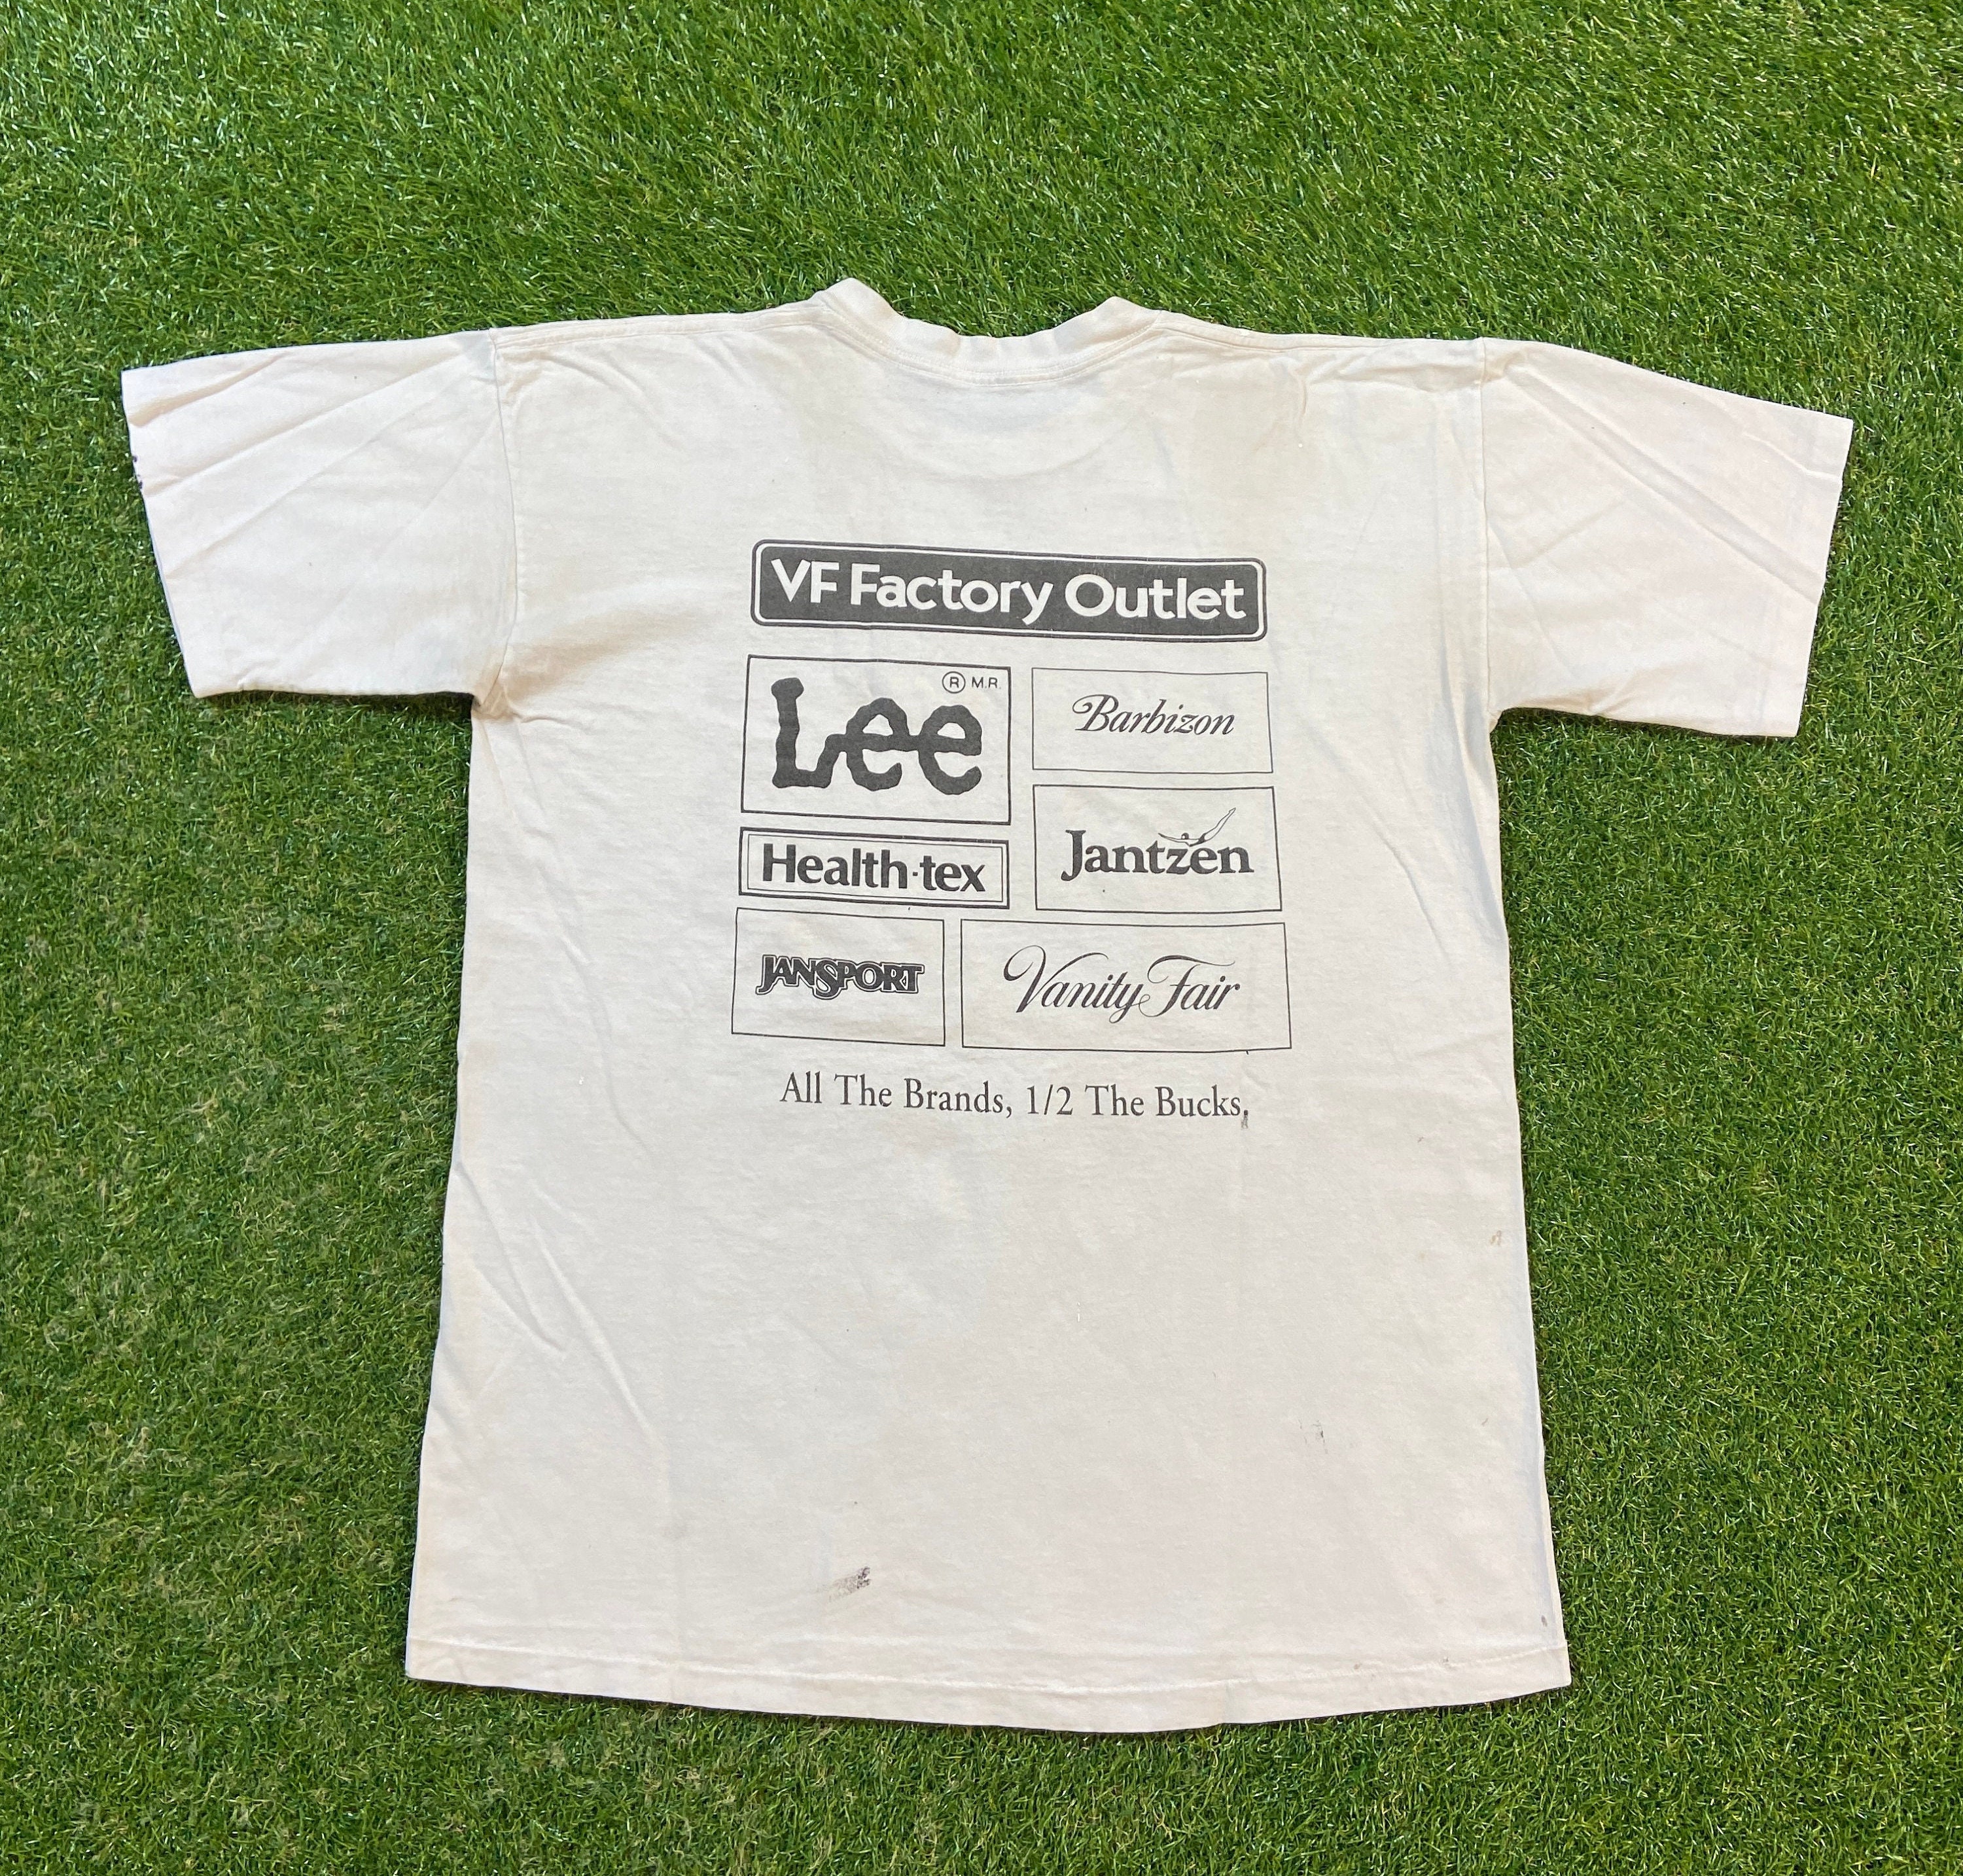 VF Factory Outlet
Lee ® M.R.
Barbizon
Jantzen
Health·tex
JANSPORT
Vanity Fair
All The Brands, 1/2 The Bucks.